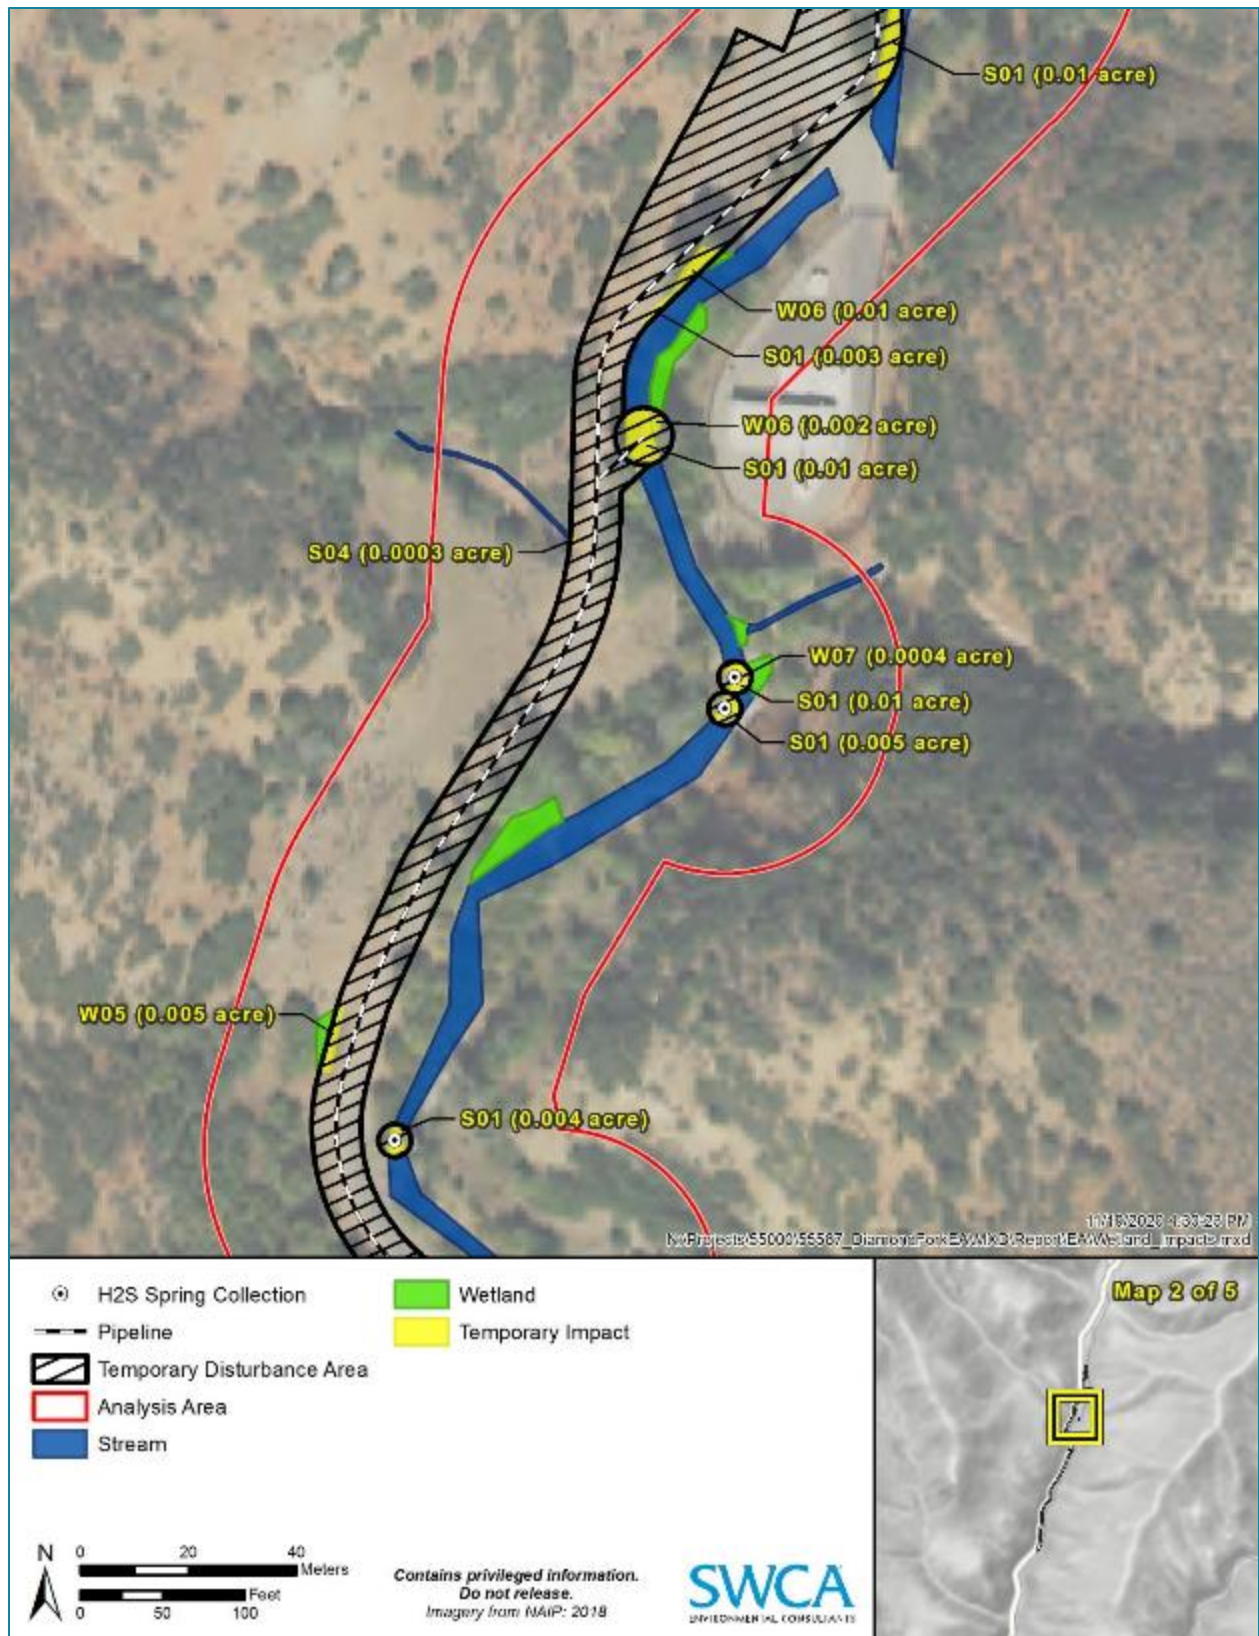 S01 (0.01 acre)
W06 (0.01 acre)
S01 (0.003 acre)
W06 (0.002 acre)
S01 (0.01 acre)
S04 (0.0003 acre)
W07 (0.0004 acre)
S01 (0.01 acre)
S01 (0.005 acre)
W05 (0.005 acre)
S01 (0.004 acre)
PM
H2S Spring Collection
Pipeline
Temporary Disturbance Area
Analysis Area
Stream
Wetland
Temporary Impact
Map 2 of 5
N
0 20 40
Meters
Feet
0 50 100
Contains privileged information.
Do not release.
Imagery from NAIP: 2018
SWCA
ENVIRONMENTAL CONSULTANTS